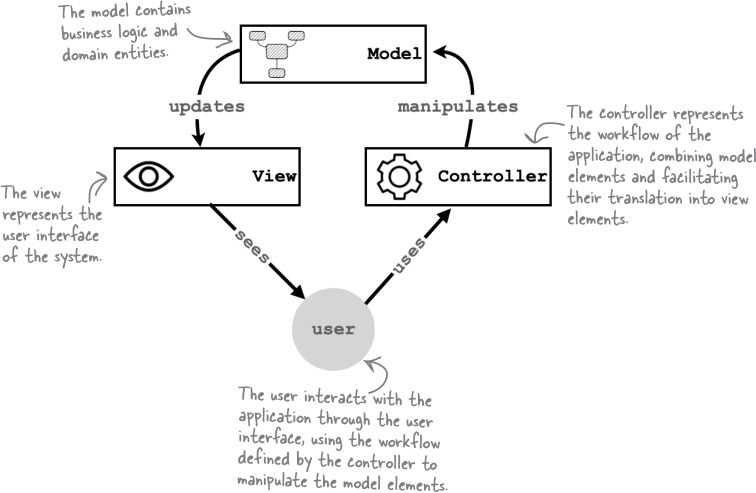 The model contains
business logic and
domain entities.
Model
updates
manipulates
The controller represents
the workflow of the
application, combining model
elements and facilitating
their translation into view
elements.
View
Controller
The view
represents the
user interface
of the system.
sees
uses
user
The user interacts with the
application through the user
interface, using the workflow
defined by the controller to
manipulate the model elements.